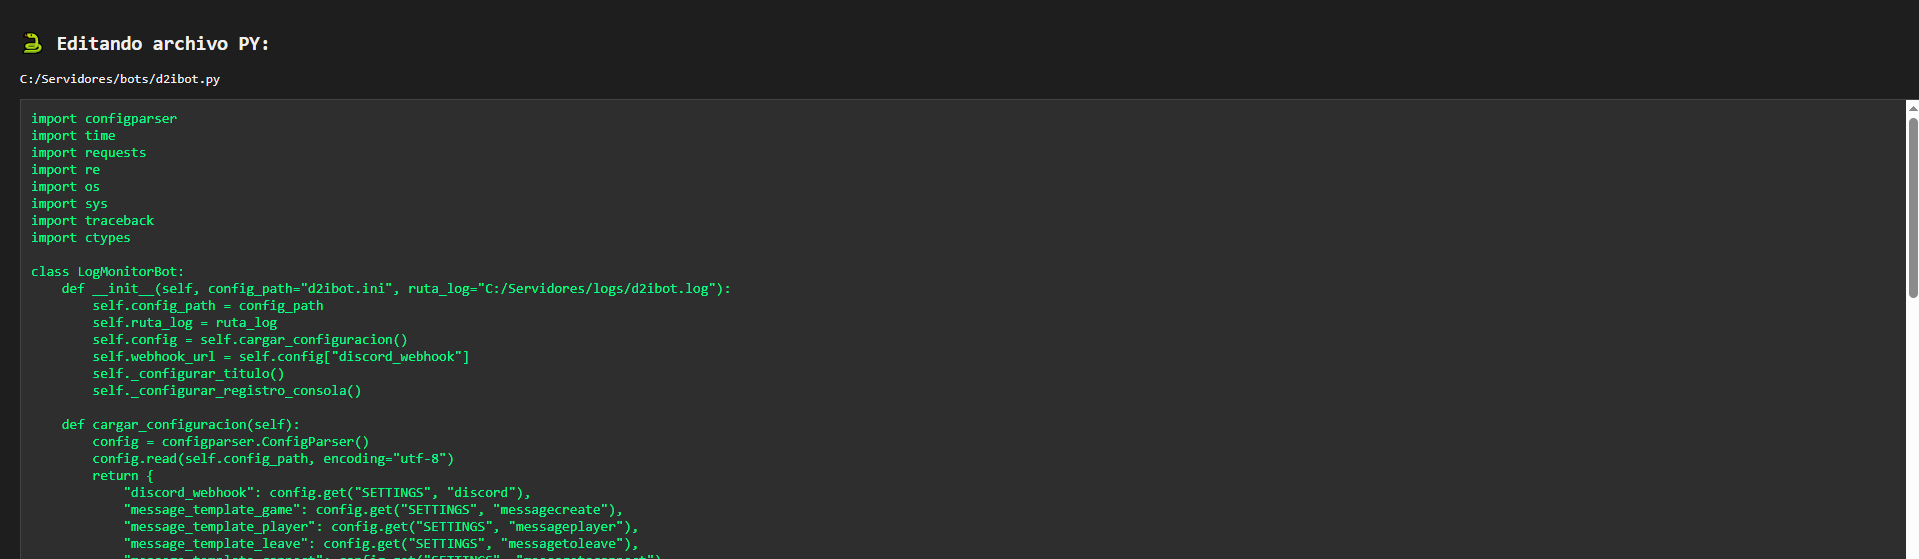 Editando archivo PY:
C:/Servidores/bots/d2ibot.py
import configparser
import time
import requests
import re
import os
import sys
import traceback
import ctypes
class LogMonitorBot:
    def __init__(self, config_path="d2ibot.ini", ruta_log="C:/Servidores/logs/d2ibot.log"):
        self.config_path = config_path
        self.ruta_log = ruta_log
        self.config = self.cargar_configuracion()
        self.webhook_url = self.config["discord_webhook"]
        self._configurar_titulo()
        self._configurar_registro_consola()
    def cargar_configuracion(self):
        config = configparser.ConfigParser()
        config.read(self.config_path, encoding="utf-8")
        return {
            "discord_webhook": config.get("SETTINGS", "discord"),
            "message_template_game": config.get("SETTINGS", "messagecreate"),
            "message_template_player": config.get("SETTINGS", "messageplayer"),
            "message_template_leave": config.get("SETTINGS", "messagetoleave"),